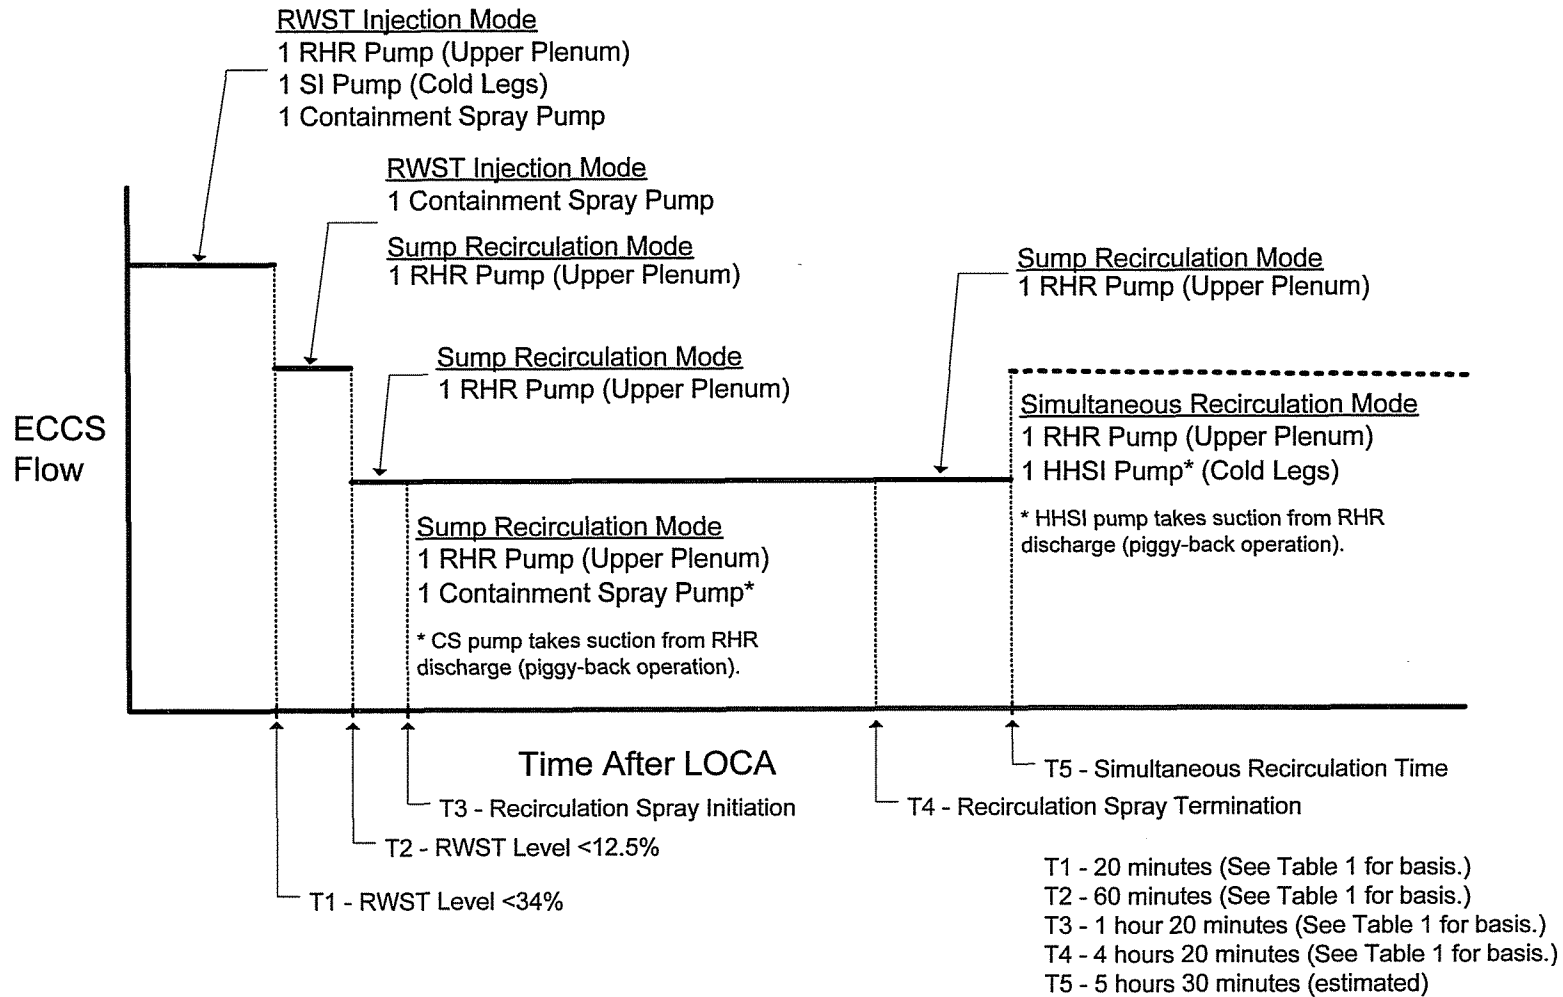 RWST Injection Mode
1 RHR Pump (Upper Plenum)
1 SI Pump (Cold Legs)
1 Containment Spray Pump
RWST Injection Mode
1 Containment Spray Pump
Sump Recirculation Mode
1 RHR Pump (Upper Plenum)
Sump Recirculation Mode
1 RHR Pump (Upper Plenum)
Sump Recirculation Mode
1 RHR Pump (Upper Plenum)
ECCS
Flow
Simultaneous Recirculation Mode
1 RHR Pump (Upper Plenum)
1 HHSI Pump* (Cold Legs)
* HHSI pump takes suction from RHR
discharge (piggy-back operation).
Sump Recirculation Mode
1 RHR Pump (Upper Plenum)
1 Containment Spray Pump*
* CS pump takes suction from RHR
discharge (piggy-back operation).
Time After LOCA
T5 - Simultaneous Recirculation Time
T3 - Recirculation Spray Initiation
T4 - Recirculation Spray Termination
T2 - RWST Level <12.5%
T1 - RWST Level <34%
T1 - 20 minutes (See Table 1 for basis.)
T2 - 60 minutes (See Table 1 for basis.)
T3 - 1 hour 20 minutes (See Table 1 for basis.)
T4 - 4 hours 20 minutes (See Table 1 for basis.)
T5 - 5 hours 30 minutes (estimated)